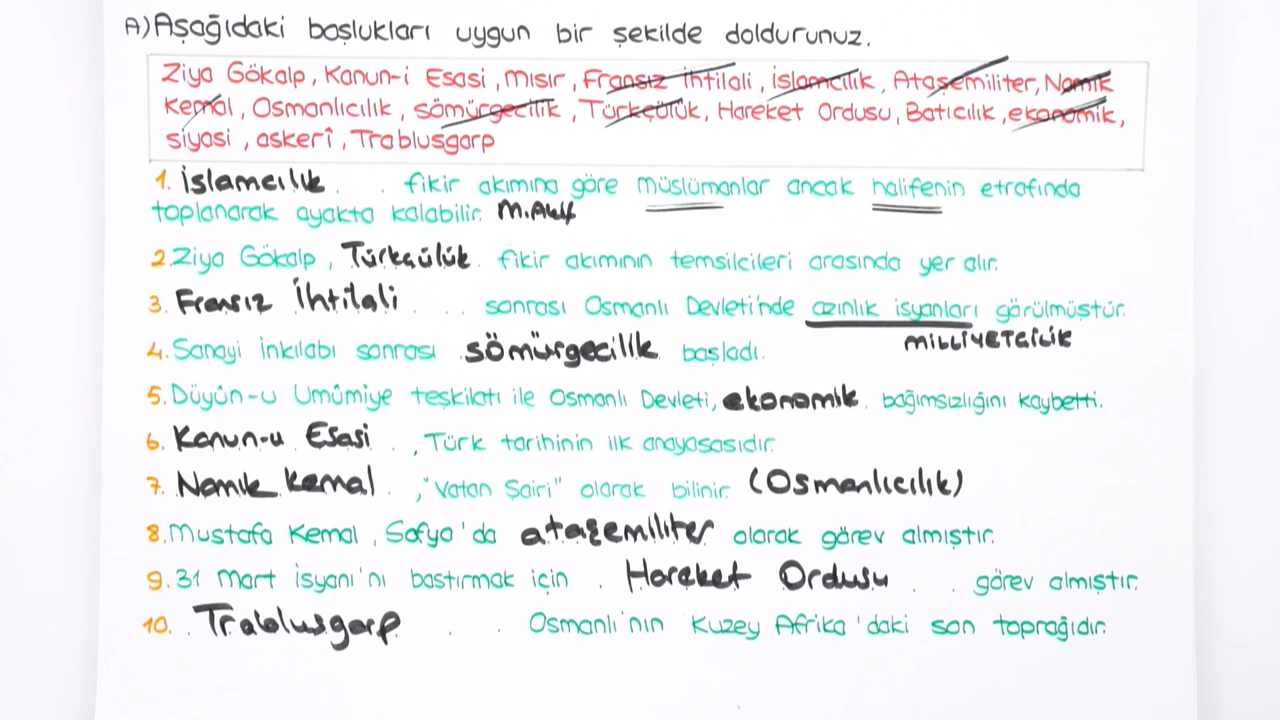 A) Aşağıdaki boşlukları uygun bir şekilde doldurunuz.
Ziya Gökalp, Kanun-i Esasi, Mısır, Fransız İhtilali, İslamcılık, Ataşemiliter, Namık
Kemal, Osmanlıcılık, sömürgecilik, Türkçülük, Hareket Ordusu, Batıcılık, ekonomik,
siyasi, askerî, Trablusgarp
1. İslamcılık . . fikir akımına göre müslümanlar ancak halifenin etrafında
toplanarak ayakta kalabilir. M.Akif
2. Ziya Gökalp, Türkçülük. fikir akımının temsilcileri arasında yer alır.
3. Fransız İhtilali . . sonrası Osmanlı Devleti'nde azınlık isyanları görülmüştür.
MİLLİYETÇİLİK
4. Sanayi inkılabı sonrası sömürgecilik başladı.
5. Düyûn-u Umûmiye teşkilatı ile Osmanlı Devleti, ekonomik. bağımsızlığını kaybetti.
6. Kanun-u Esasi . , Türk tarihinin ilk anayasasıdır.
7. Namık Kemal . , "Vatan Şairi" olarak bilinir. (Osmanlıcılık)
8. Mustafa Kemal, Sofya'da ataşemiliter olarak görev almıştır.
9. 31 Mart isyanı'nı bastırmak için . Hareket Ordusu . . görev almıştır.
10. . Trablusgarp . . Osmanlı'nın Kuzey Afrika'daki son toprağıdır.